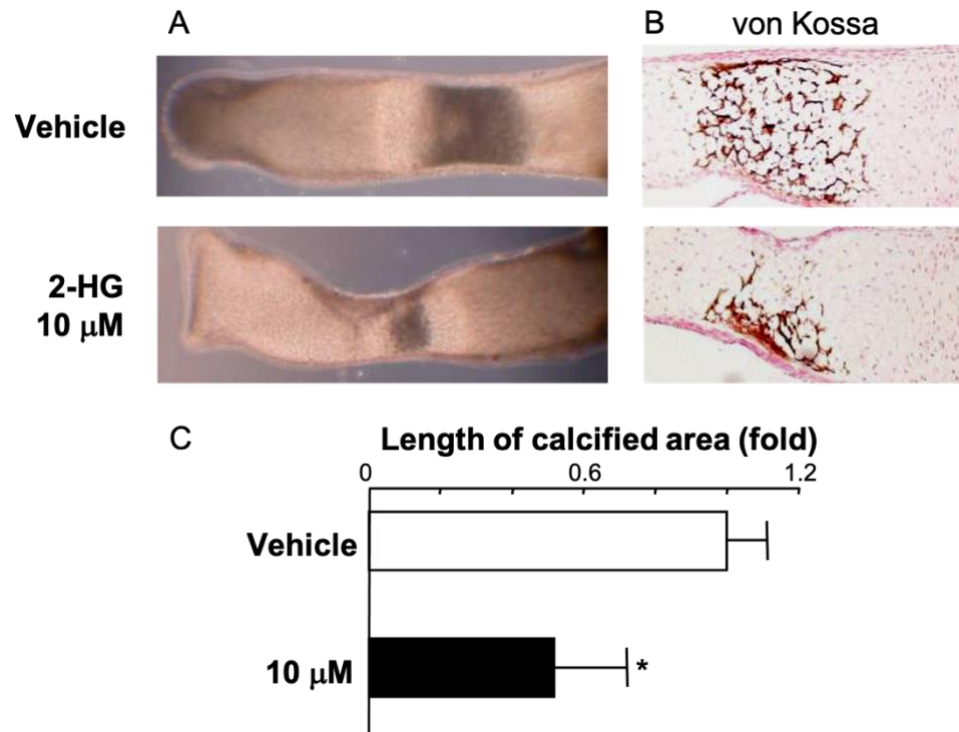 A
B von Kossa
Vehicle
2-HG
10 μM
C
Length of calcified area (fold)
0 0.6 1.2
Vehicle
10 μM *